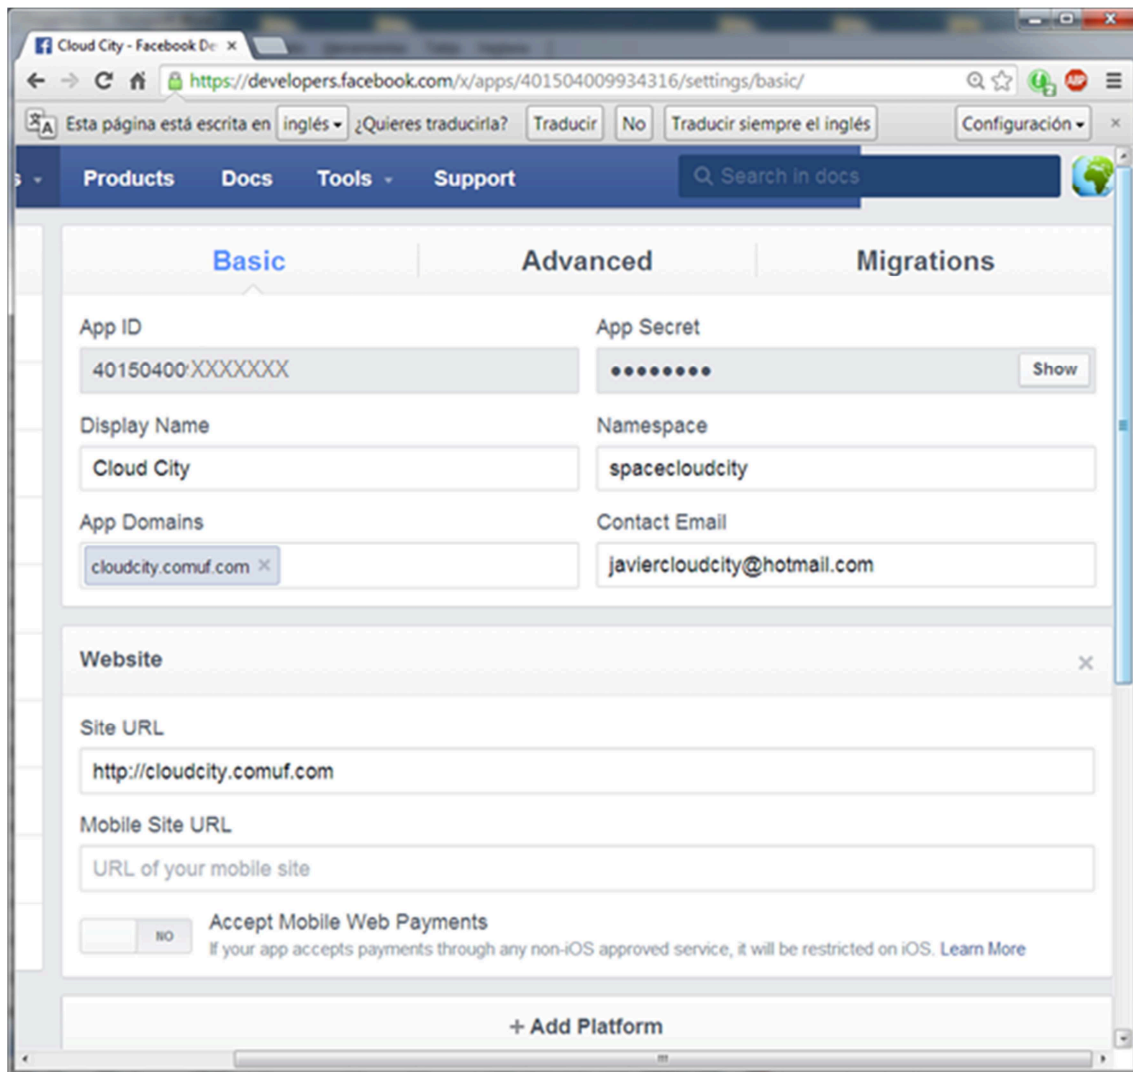 Cloud City - Facebook De
https://developers.facebook.com/x/apps/401504009934316/settings/basic/
Esta página está escrita en inglés ¿Quieres traducirla? Traducir No Traducir siempre el inglés Configuración
s Products Docs Tools Support Search in docs
Basic Advanced Migrations
App ID App Secret
40150400 XXXXXXX •••••••• Show
Display Name Namespace
Cloud City spacecloudcity
App Domains Contact Email
cloudcity.comuf.com × javiercloudcity@hotmail.com
Website
Site URL
http://cloudcity.comuf.com
Mobile Site URL
URL of your mobile site
NO Accept Mobile Web Payments
If your app accepts payments through any non-iOS approved service, it will be restricted on iOS. Learn More
+ Add Platform